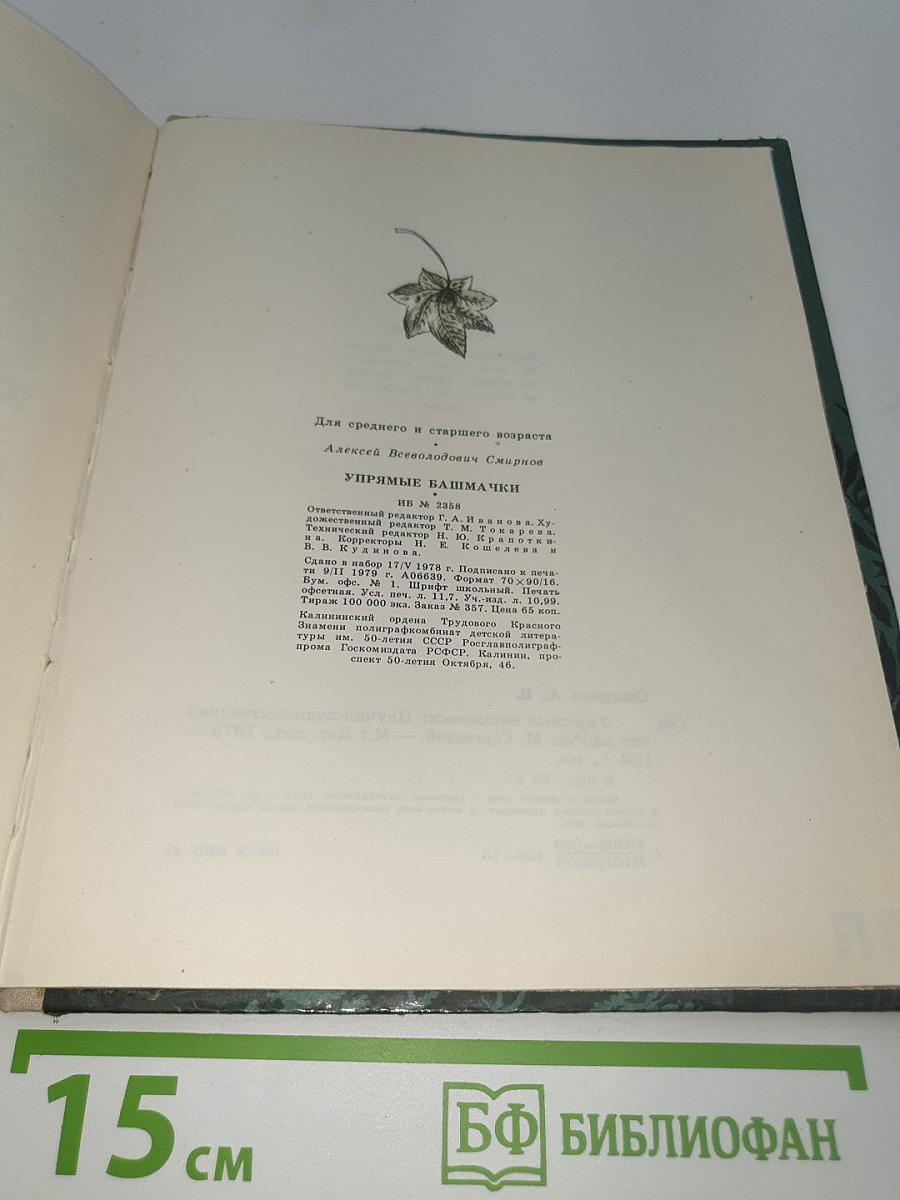 Для среднего и старшего возраста
Алексей Всеволодович Смирнов
УПРЯМЫЕ БАШМАЧКИ
ИБ № 2358
Ответственный редактор Г. А. Иванова. Ху-
дожественный редактор Т. М. Токарева.
Технический редактор Н. Ю. Крапотки-
на. Корректоры Н. Е. Кошелева и
В. В. Кудинова.
Сдано в набор 17/V 1978 г. Подписано к печа-
ти 9/II 1979 г. А06639. Формат 70×90/16.
Бум. офс. № 1. Шрифт школьный. Печать
офсетная. Усл. печ. л. 11,7. Уч.-изд. л. 10,99.
Тираж 100 000 экз. Заказ № 357. Цена 65 коп.
Калининский ордена Трудового Красного
Знамени полиграфкомбинат детской литера-
туры им. 50-летия СССР Росглавполиграф-
прома Госкомиздата РСФСР. Калинин, про-
спект 50-летия Октября, 46.
15 см
БФ БИБЛИОФАН